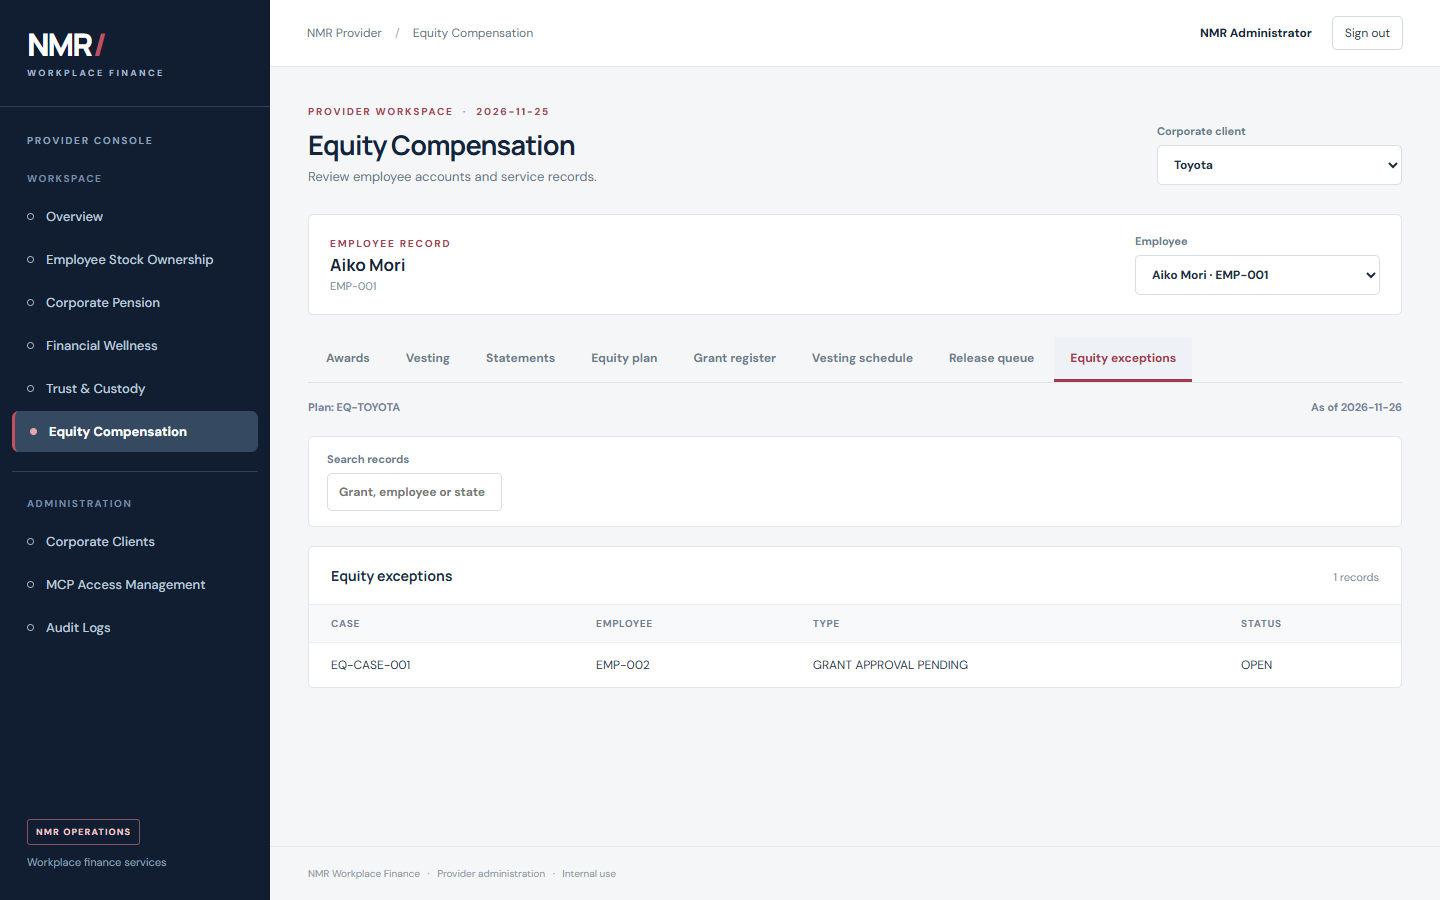 NMR/
WORKPLACE FINANCE
PROVIDER CONSOLE
WORKSPACE
Overview
Employee Stock Ownership
Corporate Pension
Financial Wellness
Trust & Custody
Equity Compensation
ADMINISTRATION
Corporate Clients
MCP Access Management
Audit Logs
NMR OPERATIONS
Workplace finance services
NMR Provider / Equity Compensation
NMR Administrator Sign out
PROVIDER WORKSPACE · 2026-11-25
Equity Compensation
Review employee accounts and service records.
Corporate client
Toyota
EMPLOYEE RECORD
Aiko Mori
EMP-001
Employee
Aiko Mori · EMP-001
Awards Vesting Statements Equity plan Grant register Vesting schedule Release queue Equity exceptions
Plan: EQ-TOYOTA As of 2026-11-26
Search records
Grant, employee or state
Equity exceptions 1 records
CASE EMPLOYEE TYPE STATUS
EQ-CASE-001 EMP-002 GRANT APPROVAL PENDING OPEN
NMR Workplace Finance · Provider administration · Internal use